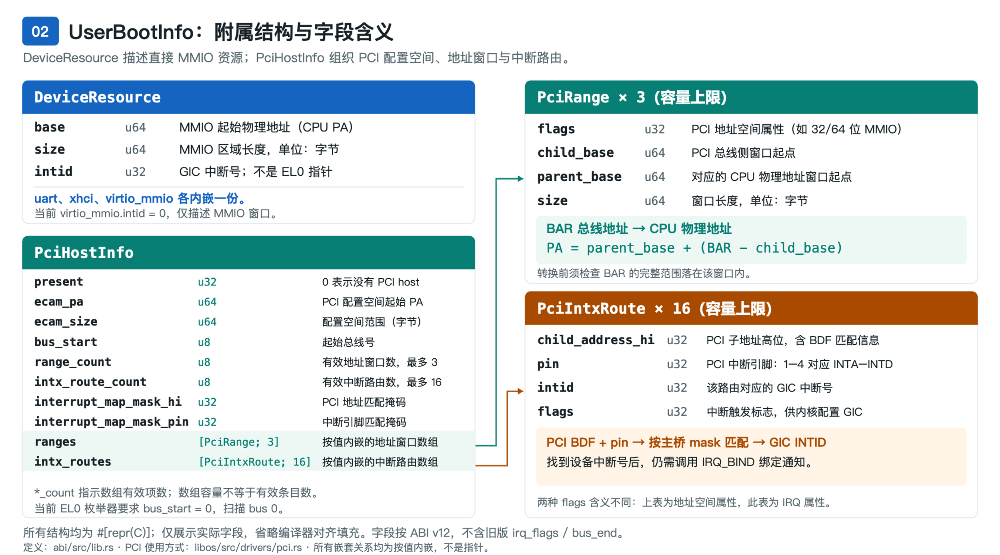 02 UserBootInfo：附属结构与字段含义
DeviceResource 描述直接 MMIO 资源；PciHostInfo 组织 PCI 配置空间、地址窗口与中断路由。
DeviceResource
base u64 MMIO 起始物理地址（CPU PA）
size u64 MMIO 区域长度，单位：字节
intid u32 GIC 中断号；不是 EL0 指针
uart、xhci、virtio_mmio 各内嵌一份。
当前 virtio_mmio.intid = 0，仅描述 MMIO 窗口。
PciHostInfo
present u32 0 表示没有 PCI host
ecam_pa u64 PCI 配置空间起始 PA
ecam_size u64 配置空间范围（字节）
bus_start u8 起始总线号
range_count u8 有效地址窗口数，最多 3
intx_route_count u8 有效中断路由数，最多 16
interrupt_map_mask_hi u32 PCI 地址匹配掩码
interrupt_map_mask_pin u32 中断引脚匹配掩码
ranges [PciRange; 3] 按值内嵌的地址窗口数组
intx_routes [PciIntxRoute; 16] 按值内嵌的中断路由数组
*_count 指示数组有效项数；数组容量不等于有效条目数。
当前 EL0 枚举器要求 bus_start = 0，扫描 bus 0。
PciRange × 3（容量上限）
flags u32 PCI 地址空间属性（如 32/64 位 MMIO）
child_base u64 PCI 总线侧窗口起点
parent_base u64 对应的 CPU 物理地址窗口起点
size u64 窗口长度，单位：字节
BAR 总线地址 → CPU 物理地址
PA = parent_base + (BAR − child_base)
转换前须检查 BAR 的完整范围落在该窗口内。
PciIntxRoute × 16（容量上限）
child_address_hi u32 PCI 子地址高位，含 BDF 匹配信息
pin u32 PCI 中断引脚：1–4 对应 INTA–INTD
intid u32 该路由对应的 GIC 中断号
flags u32 中断触发标志，供内核配置 GIC
PCI BDF + pin → 按主桥 mask 匹配 → GIC INTID
找到设备中断号后，仍需调用 IRQ_BIND 绑定通知。
两种 flags 含义不同：上表为地址空间属性，此表为 IRQ 属性。
所有结构均为 #[repr(C)]；仅展示实际字段，省略编译器对齐填充。字段按 ABI v12，不含旧版 irq_flags / bus_end。
定义：abi/src/lib.rs · PCI 使用方式：libos/src/drivers/pci.rs · 所有嵌套关系均为按值内嵌，不是指针。